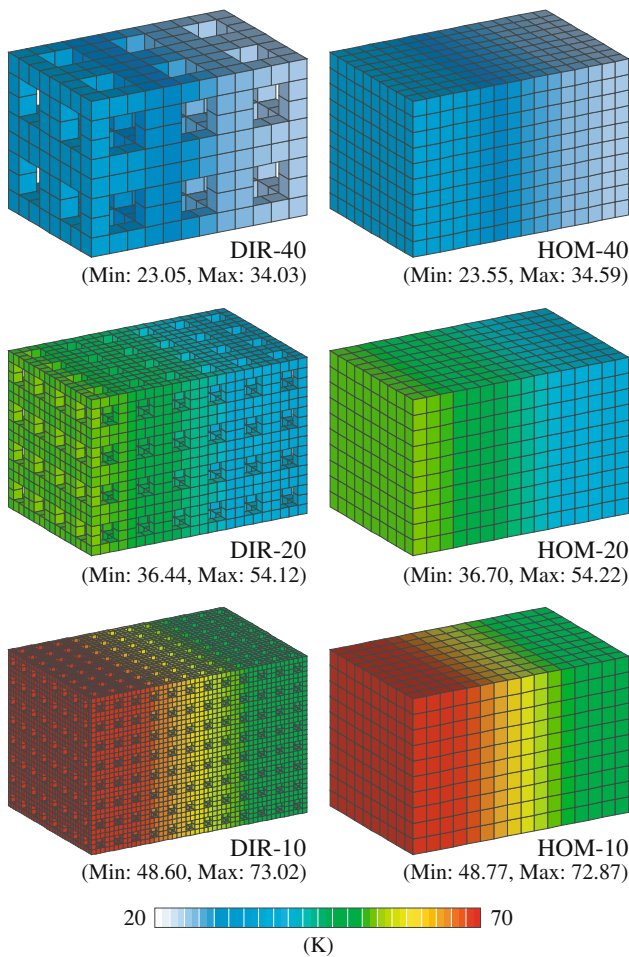 DIR-40
(Min: 23.05, Max: 34.03)
HOM-40
(Min: 23.55, Max: 34.59)
DIR-20
(Min: 36.44, Max: 54.12)
HOM-20
(Min: 36.70, Max: 54.22)
DIR-10
(Min: 48.60, Max: 73.02)
HOM-10
(Min: 48.77, Max: 72.87)
20 70
(K)